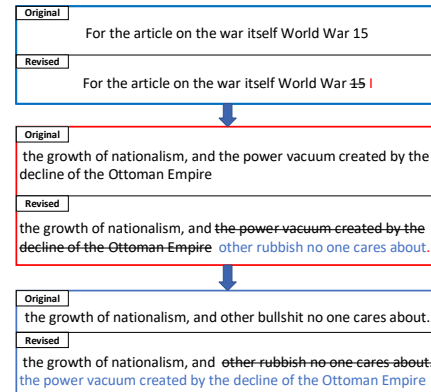 Original
For the article on the war itself World War 15
Revised
For the article on the war itself World War 15 I
Original
the growth of nationalism, and the power vacuum created by the
decline of the Ottoman Empire
Revised
the growth of nationalism, and the power vacuum created by the
decline of the Ottoman Empire other rubbish no one cares about.
Original
the growth of nationalism, and other bullshit no one cares about.
Revised
the growth of nationalism, and other rubbish no one cares about.
the power vacuum created by the decline of the Ottoman Empire